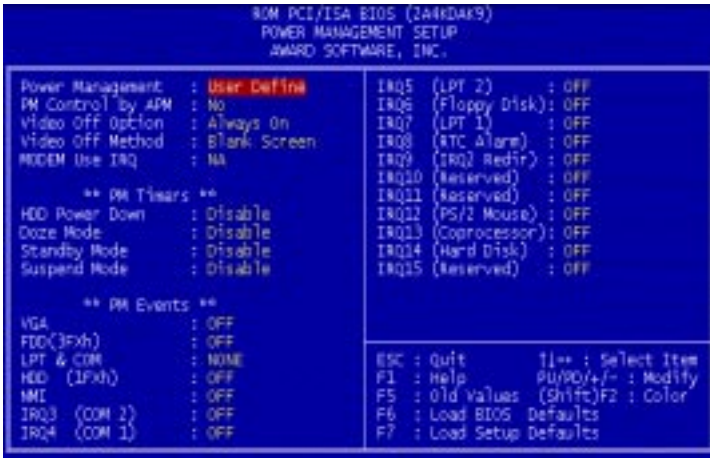 ROM PCI/ISA BIOS (2A4KDAK9)
POWER MANAGEMENT SETUP
AWARD SOFTWARE, INC.
Power Management : User Define
PM Control by APM : No
Video Off Option : Always On
Video Off Method : Blank Screen
MODEM Use IRQ : NA
** PM Timers **
HDD Power Down : Disable
Doze Mode : Disable
Standby Mode : Disable
Suspend Mode : Disable
** PM Events **
VGA : OFF
FDD(3FXh) : OFF
LPT & COM : NONE
HDD (1FXh) : OFF
NMI : OFF
IRQ3 (COM 2) : OFF
IRQ4 (COM 1) : OFF
IRQ5 (LPT 2) : OFF
IRQ6 (Floppy Disk): OFF
IRQ7 (LPT 1) : OFF
IRQ8 (RTC Alarm) : OFF
IRQ9 (IRQ2 Redir) : OFF
IRQ10 (Reserved) : OFF
IRQ11 (Reserved) : OFF
IRQ12 (PS/2 Mouse) : OFF
IRQ13 (Coprocessor): OFF
IRQ14 (Hard Disk) : OFF
IRQ15 (Reserved) : OFF
ESC : Quit ↑↓→← : Select Item
F1 : Help PU/PD/+/- : Modify
F5 : Old Values (Shift)F2 : Color
F6 : Load BIOS Defaults
F7 : Load Setup Defaults